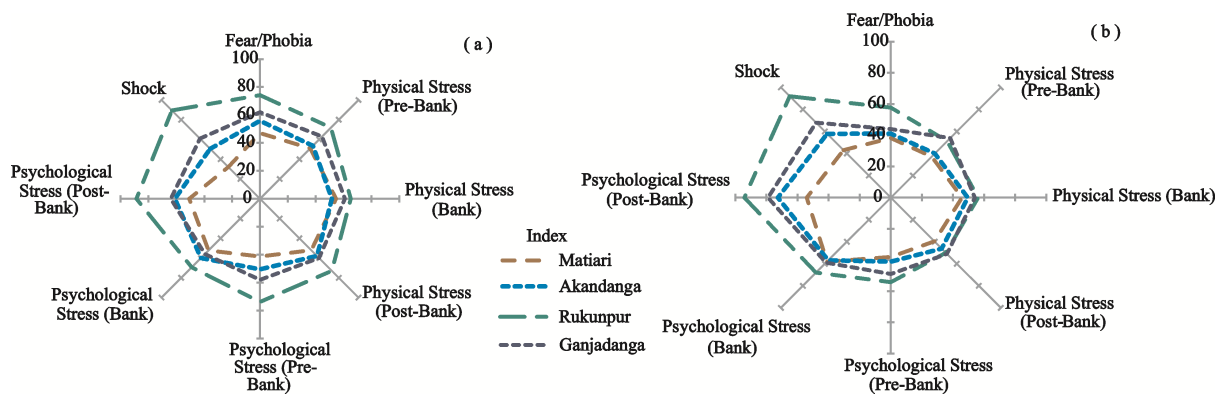 ( a )
Fear/Phobia
100
80
60
40
20
0
Physical Stress
(Pre-Bank)
Physical Stress
(Bank)
Physical Stress
(Post-Bank)
Psychological
Stress (Pre-
Bank)
Psychological
Stress (Bank)
Psychological
Stress (Post-
Bank)
Shock
Index
Matiari
Akandanga
Rukunpur
Ganjadanga
( b )
Fear/Phobia
100
80
60
40
20
0
Physical Stress
(Pre-Bank)
Physical Stress (Bank)
Physical Stress
(Post-Bank)
Psychological Stress
(Pre-Bank)
Psychological Stress
(Bank)
Psychological Stress
(Post-Bank)
Shock